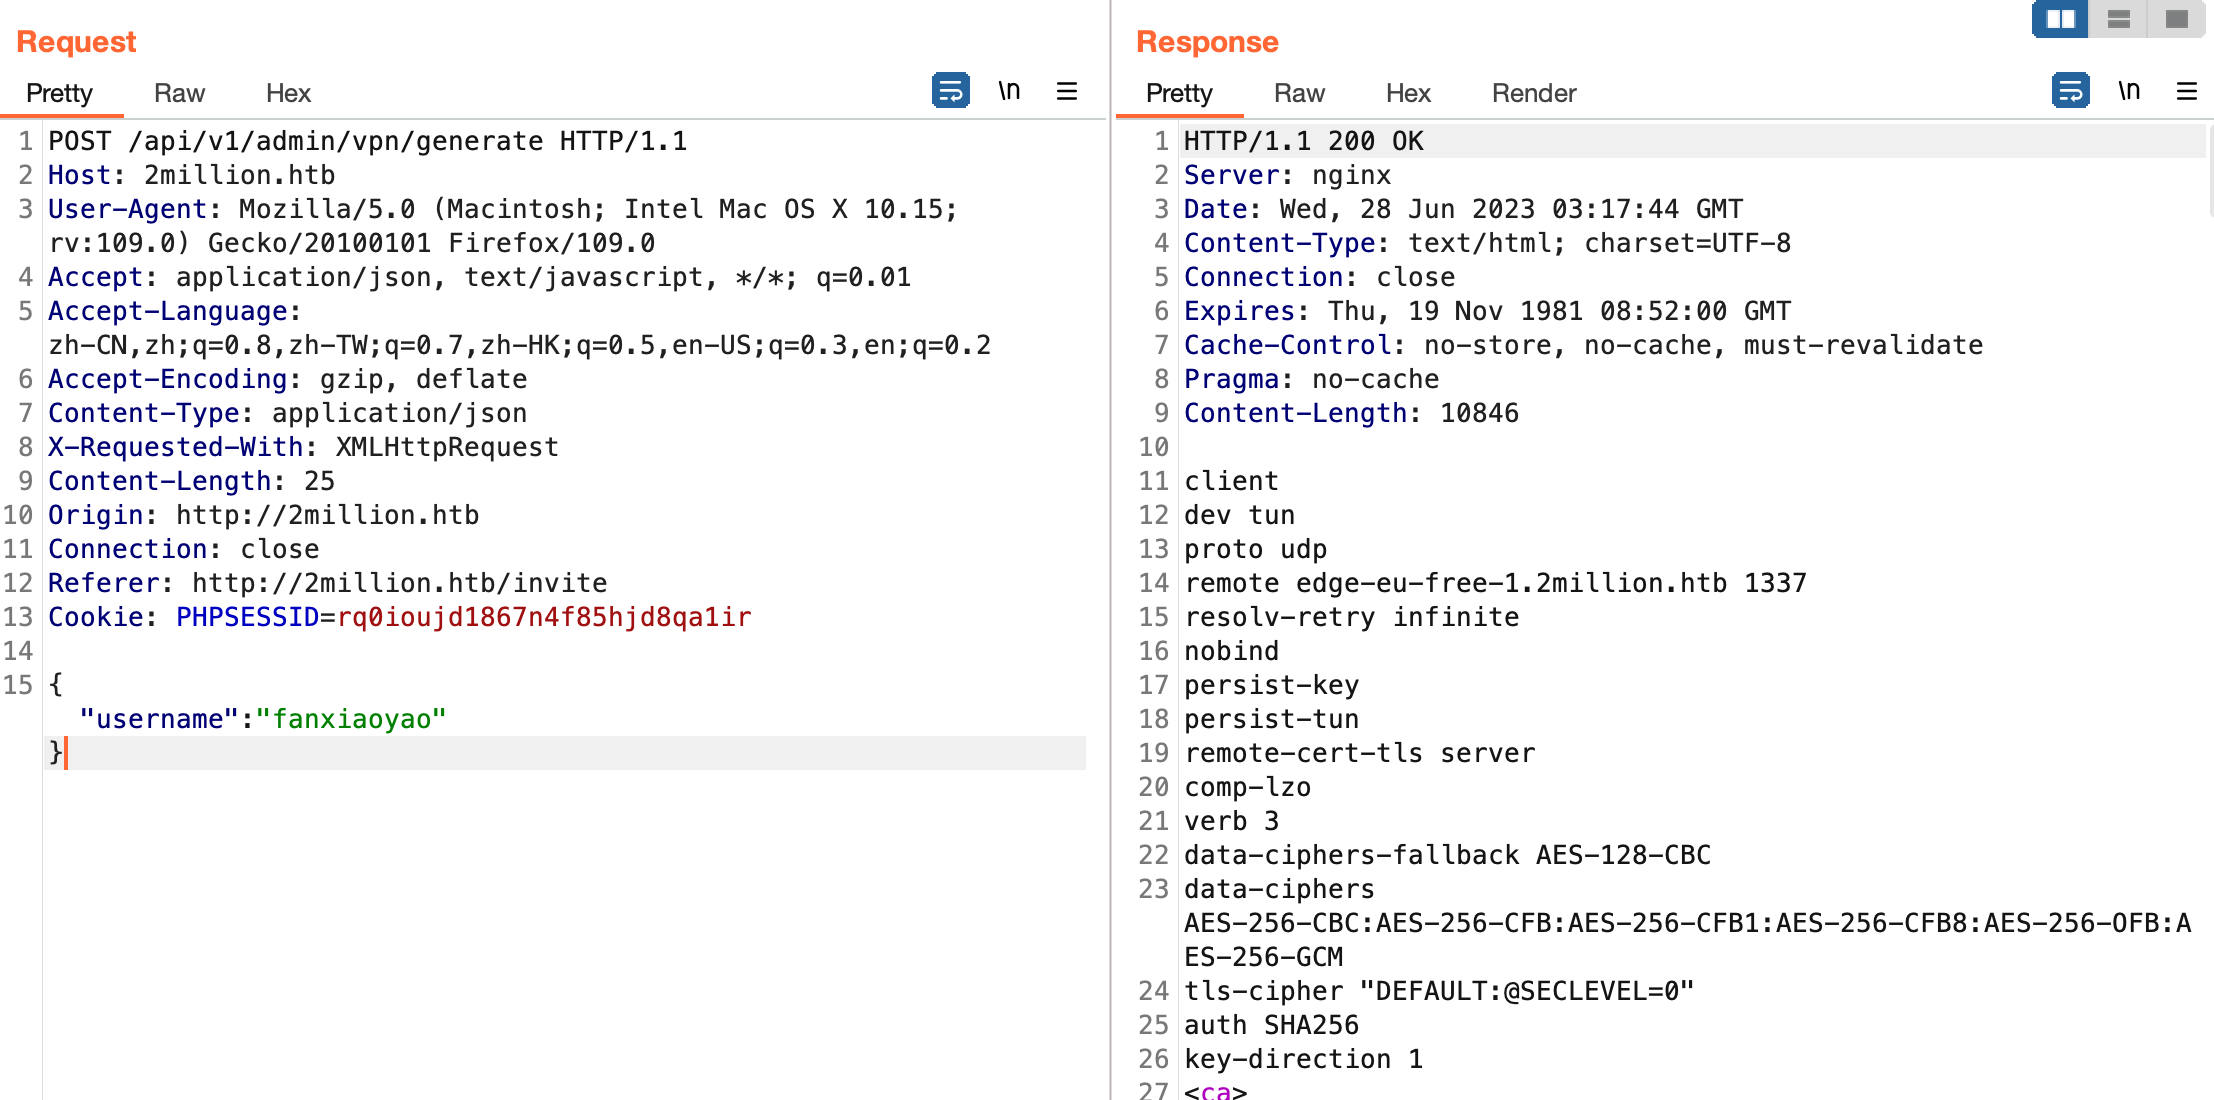 Request
Pretty Raw Hex \n
1 POST /api/v1/admin/vpn/generate HTTP/1.1
2 Host: 2million.htb
3 User-Agent: Mozilla/5.0 (Macintosh; Intel Mac OS X 10.15;
rv:109.0) Gecko/20100101 Firefox/109.0
4 Accept: application/json, text/javascript, */*; q=0.01
5 Accept-Language:
zh-CN,zh;q=0.8,zh-TW;q=0.7,zh-HK;q=0.5,en-US;q=0.3,en;q=0.2
6 Accept-Encoding: gzip, deflate
7 Content-Type: application/json
8 X-Requested-With: XMLHttpRequest
9 Content-Length: 25
10 Origin: http://2million.htb
11 Connection: close
12 Referer: http://2million.htb/invite
13 Cookie: PHPSESSID=rq0ioujd1867n4f85hjd8qa1ir
14
15 {
"username":"fanxiaoyao"
}
Response
Pretty Raw Hex Render \n
1 HTTP/1.1 200 OK
2 Server: nginx
3 Date: Wed, 28 Jun 2023 03:17:44 GMT
4 Content-Type: text/html; charset=UTF-8
5 Connection: close
6 Expires: Thu, 19 Nov 1981 08:52:00 GMT
7 Cache-Control: no-store, no-cache, must-revalidate
8 Pragma: no-cache
9 Content-Length: 10846
10
11 client
12 dev tun
13 proto udp
14 remote edge-eu-free-1.2million.htb 1337
15 resolv-retry infinite
16 nobind
17 persist-key
18 persist-tun
19 remote-cert-tls server
20 comp-lzo
21 verb 3
22 data-ciphers-fallback AES-128-CBC
23 data-ciphers
AES-256-CBC:AES-256-CFB:AES-256-CFB1:AES-256-CFB8:AES-256-OFB:A
ES-256-GCM
24 tls-cipher "DEFAULT:@SECLEVEL=0"
25 auth SHA256
26 key-direction 1
27 <ca>